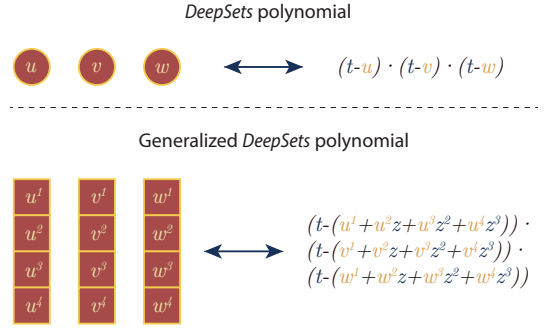 DeepSets polynomial
u v w (t-u) · (t-v) · (t-w)
Generalized DeepSets polynomial
u¹ v¹ w¹
u² v² w²
u³ v³ w³
u⁴ v⁴ w⁴
(t-(u¹+u²z+u³z²+u⁴z³)) ·
(t-(v¹+v²z+v³z²+v⁴z³)) ·
(t-(w¹+w²z+w³z²+w⁴z³))